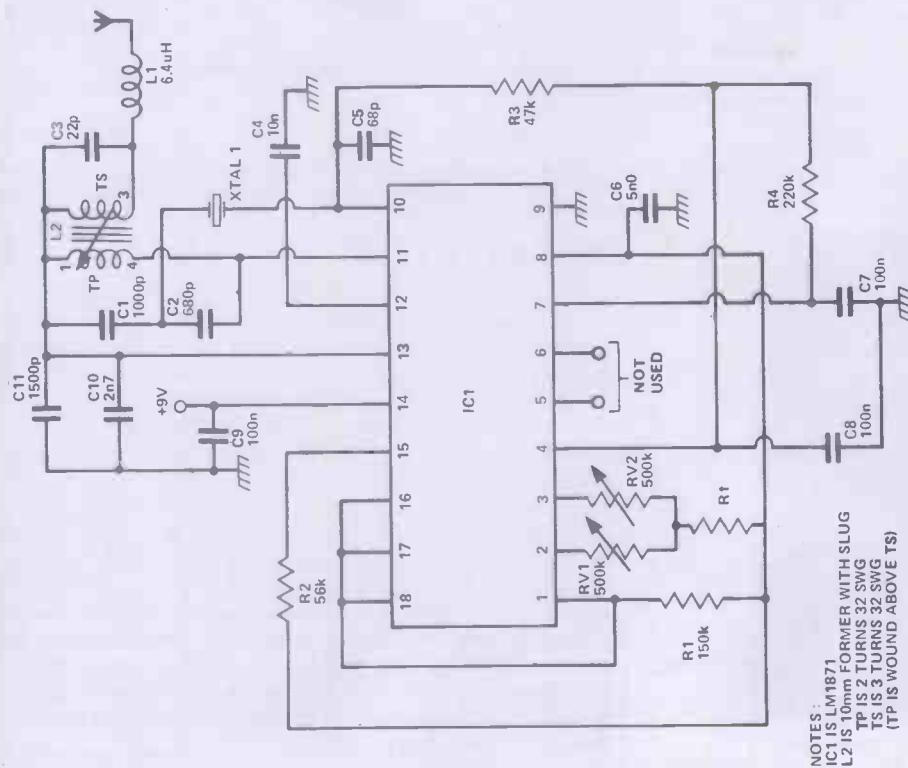 L1
6.4uH
C3
22p
TS
L2
1
3
TP
4
C1
1000p
C2
680p
C4
10n
XTAL 1
C5
68p
R3
47k
C11
1500p
C10
2n7
+9V
C9
100n
R2
56k
18
17
16
15
14
13
12
11
10
IC1
1
2
3
4
5
6
7
8
9
NOT
USED
C6
5n0
R4
220k
RV1
500k
RV2
500k
Rt
R1
150k
C8
100n
C7
100n
NOTES :
IC1 IS LM1871
L2 IS 10mm FORMER WITH SLUG
TP IS 2 TURNS 32 SWG
TS IS 3 TURNS 32 SWG
(TP IS WOUND ABOVE TS)